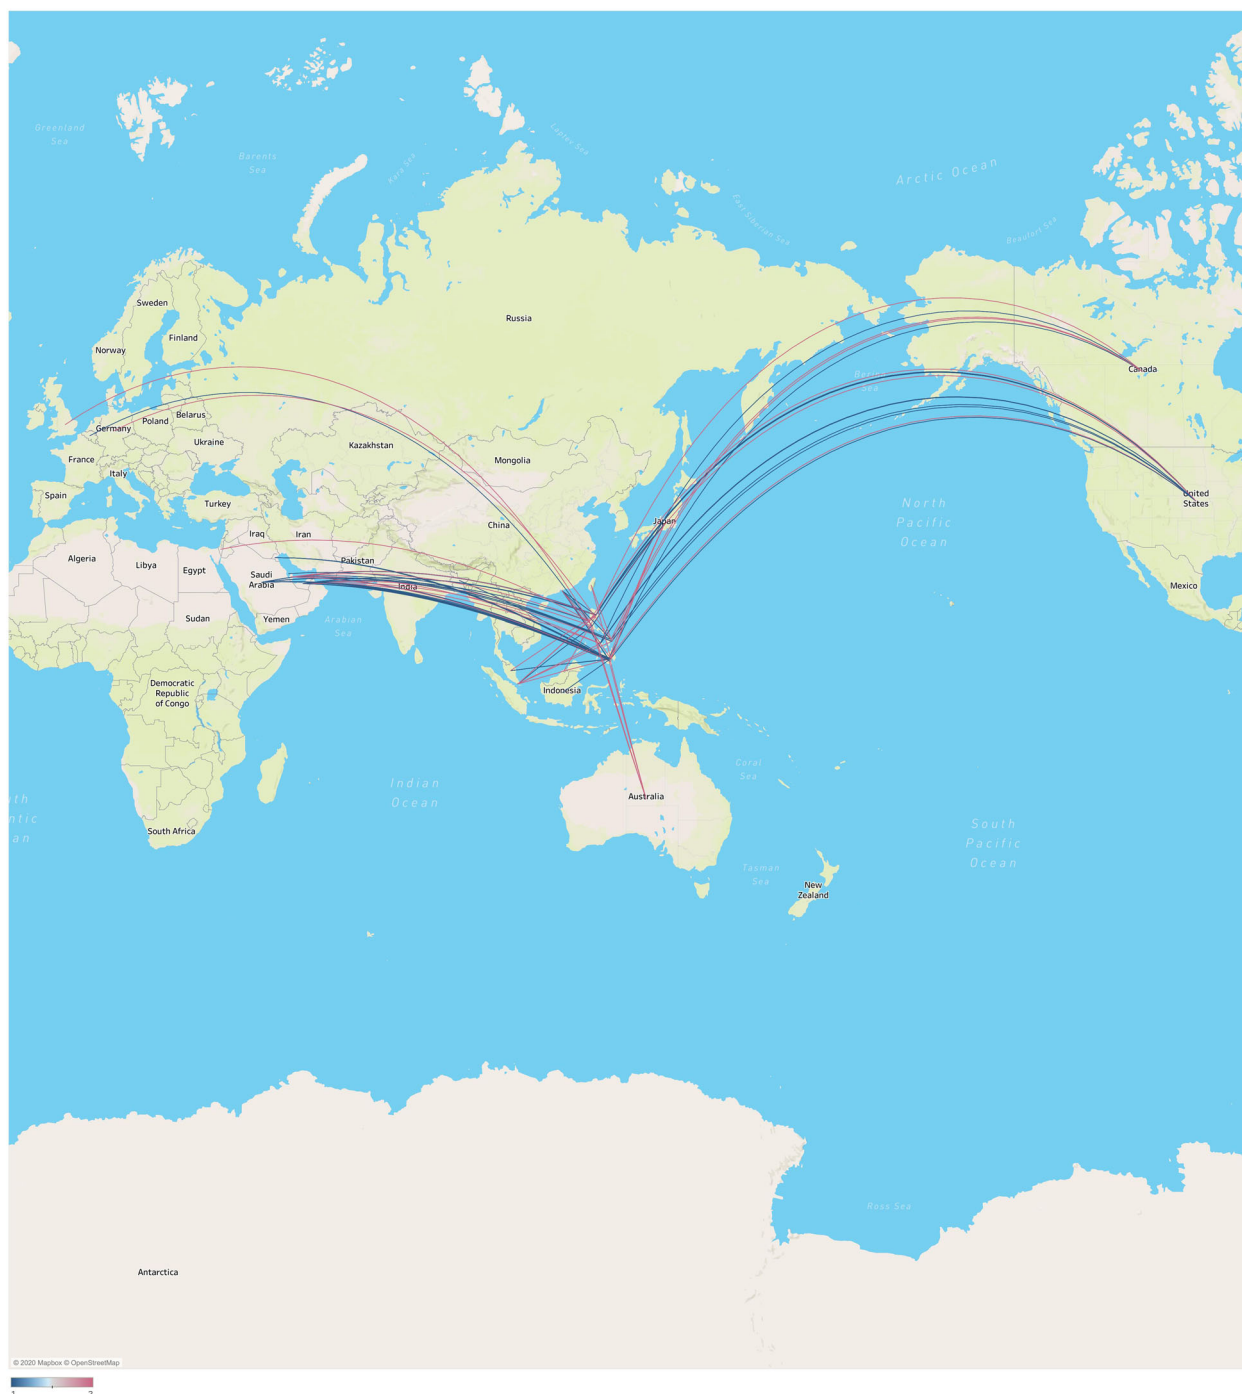 Greenland
Sea
Barents
Sea
Kara Sea
Laptev Sea
East Siberian Sea
Arctic Ocean
Beaufort Sea
Sweden
Finland
Norway
Russia
Canada
Belarus
Poland
Germany
Ukraine
Kazakhstan
Mongolia
France
Italy
Spain
Turkey
United
States
North
Pacific
Ocean
China
Japan
Iraq
Iran
Algeria
Libya
Egypt
Pakistan
Saudi
Arabia
India
Mexico
Sudan
Yemen
Arabian
Sea
Democratic
Republic
of Congo
Indonesia
Coral
Sea
Indian
Ocean
Australia
South Africa
South
Pacific
Ocean
Tasman
Sea
New
Zealand
Ross Sea
Antarctica
© 2020 Mapbox © OpenStreetMap